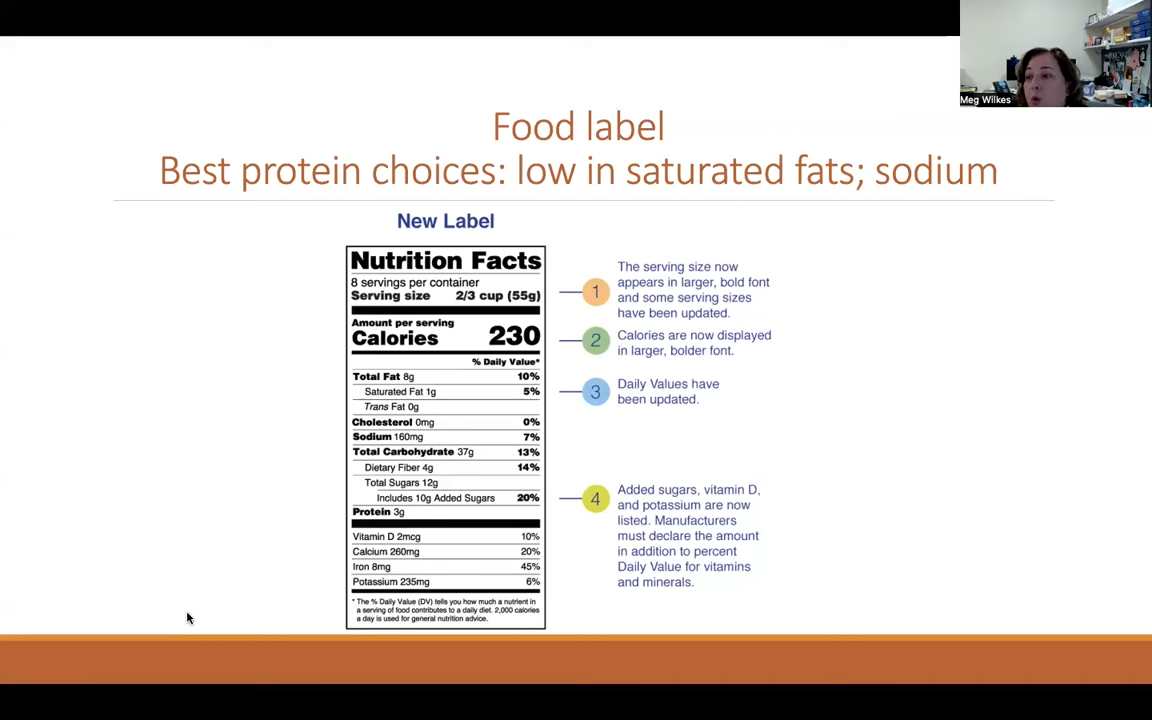 Meg Wilkes
Food label
Best protein choices: low in saturated fats; sodium
New Label
Nutrition Facts
8 servings per container
Serving size 2/3 cup (55g)
Amount per serving
Calories 230
% Daily Value*
Total Fat 8g 10%
Saturated Fat 1g 5%
Trans Fat 0g
Cholesterol 0mg 0%
Sodium 160mg 7%
Total Carbohydrate 37g 13%
Dietary Fiber 4g 14%
Total Sugars 12g
Includes 10g Added Sugars 20%
Protein 3g
Vitamin D 2mcg 10%
Calcium 260mg 20%
Iron 8mg 45%
Potassium 235mg 6%
* The % Daily Value (DV) tells you how much a nutrient in
a serving of food contributes to a daily diet. 2,000 calories
a day is used for general nutrition advice.
1
The serving size now
appears in larger, bold font
and some serving sizes
have been updated.
2
Calories are now displayed
in larger, bolder font.
3
Daily Values have
been updated.
4
Added sugars, vitamin D,
and potassium are now
listed. Manufacturers
must declare the amount
in addition to percent
Daily Value for vitamins
and minerals.